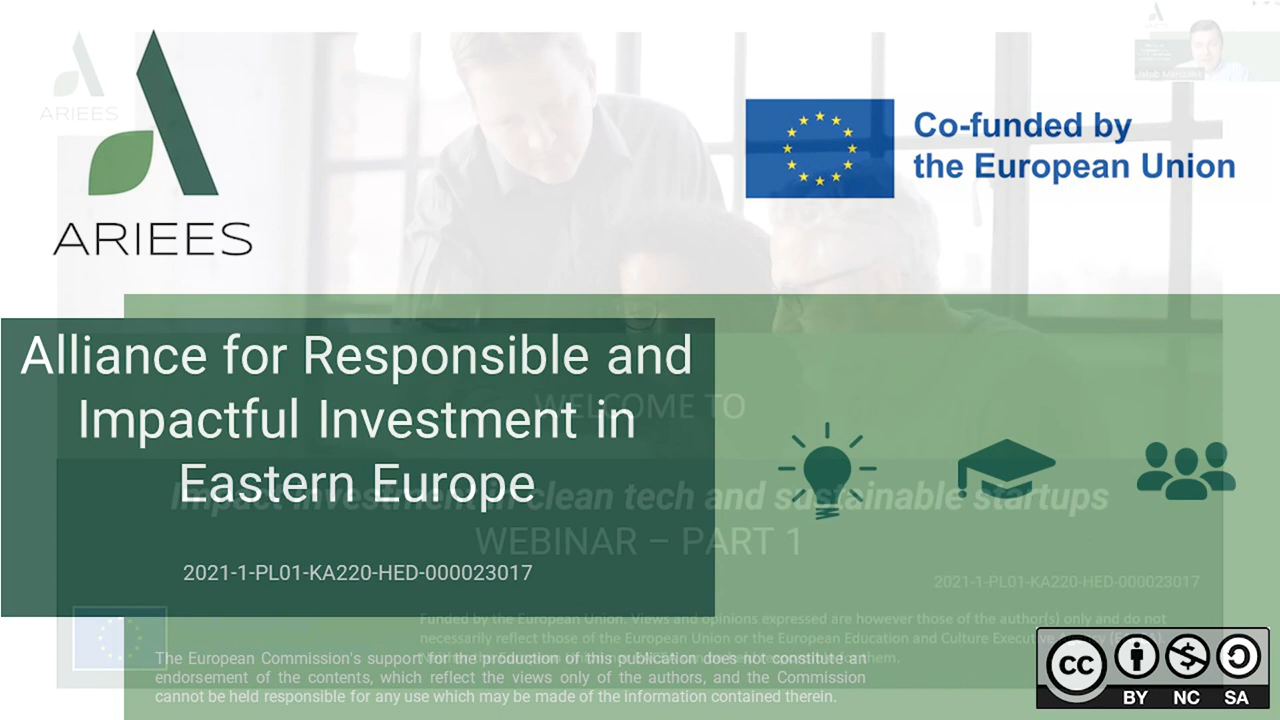 ARIEES
ARIEES
Co-funded by
the European Union
Alliance for Responsible and
Impactful Investment in
Eastern Europe
2021-1-PL01-KA220-HED-000023017
WELCOME TO
Impact investment in clean tech and sustainable startups
WEBINAR – PART 1
2021-1-PL01-KA220-HED-000023017
Funded by the European Union. Views and opinions expressed are however those of the author(s) only and do not
necessarily reflect those of the European Union or the European Education and Culture Executive
The European Commission's support for the production of this publication does not constitute an
endorsement of the contents, which reflect the views only of the authors, and the Commission
cannot be held responsible for any use which may be made of the information contained therein.
cc
BY NC SA